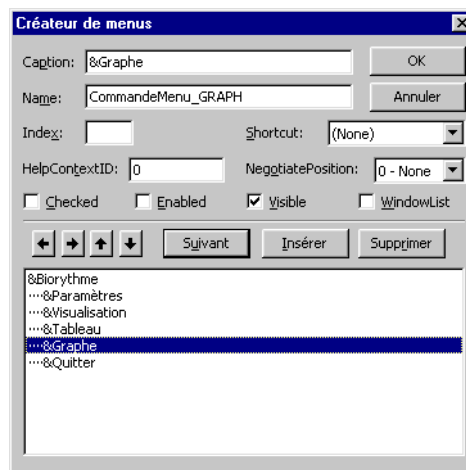 Créateur de menus
Caption: &Graphe OK
Name: CommandeMenu_GRAPH Annuler
Index: Shortcut: (None)
HelpContextID: 0 NegotiatePosition: 0 - None
Checked Enabled Visible WindowList
Suivant Insérer Supprimer
&Biorythme
····&Paramètres
····&Visualisation
····&Tableau
····&Graphe
····&Quitter